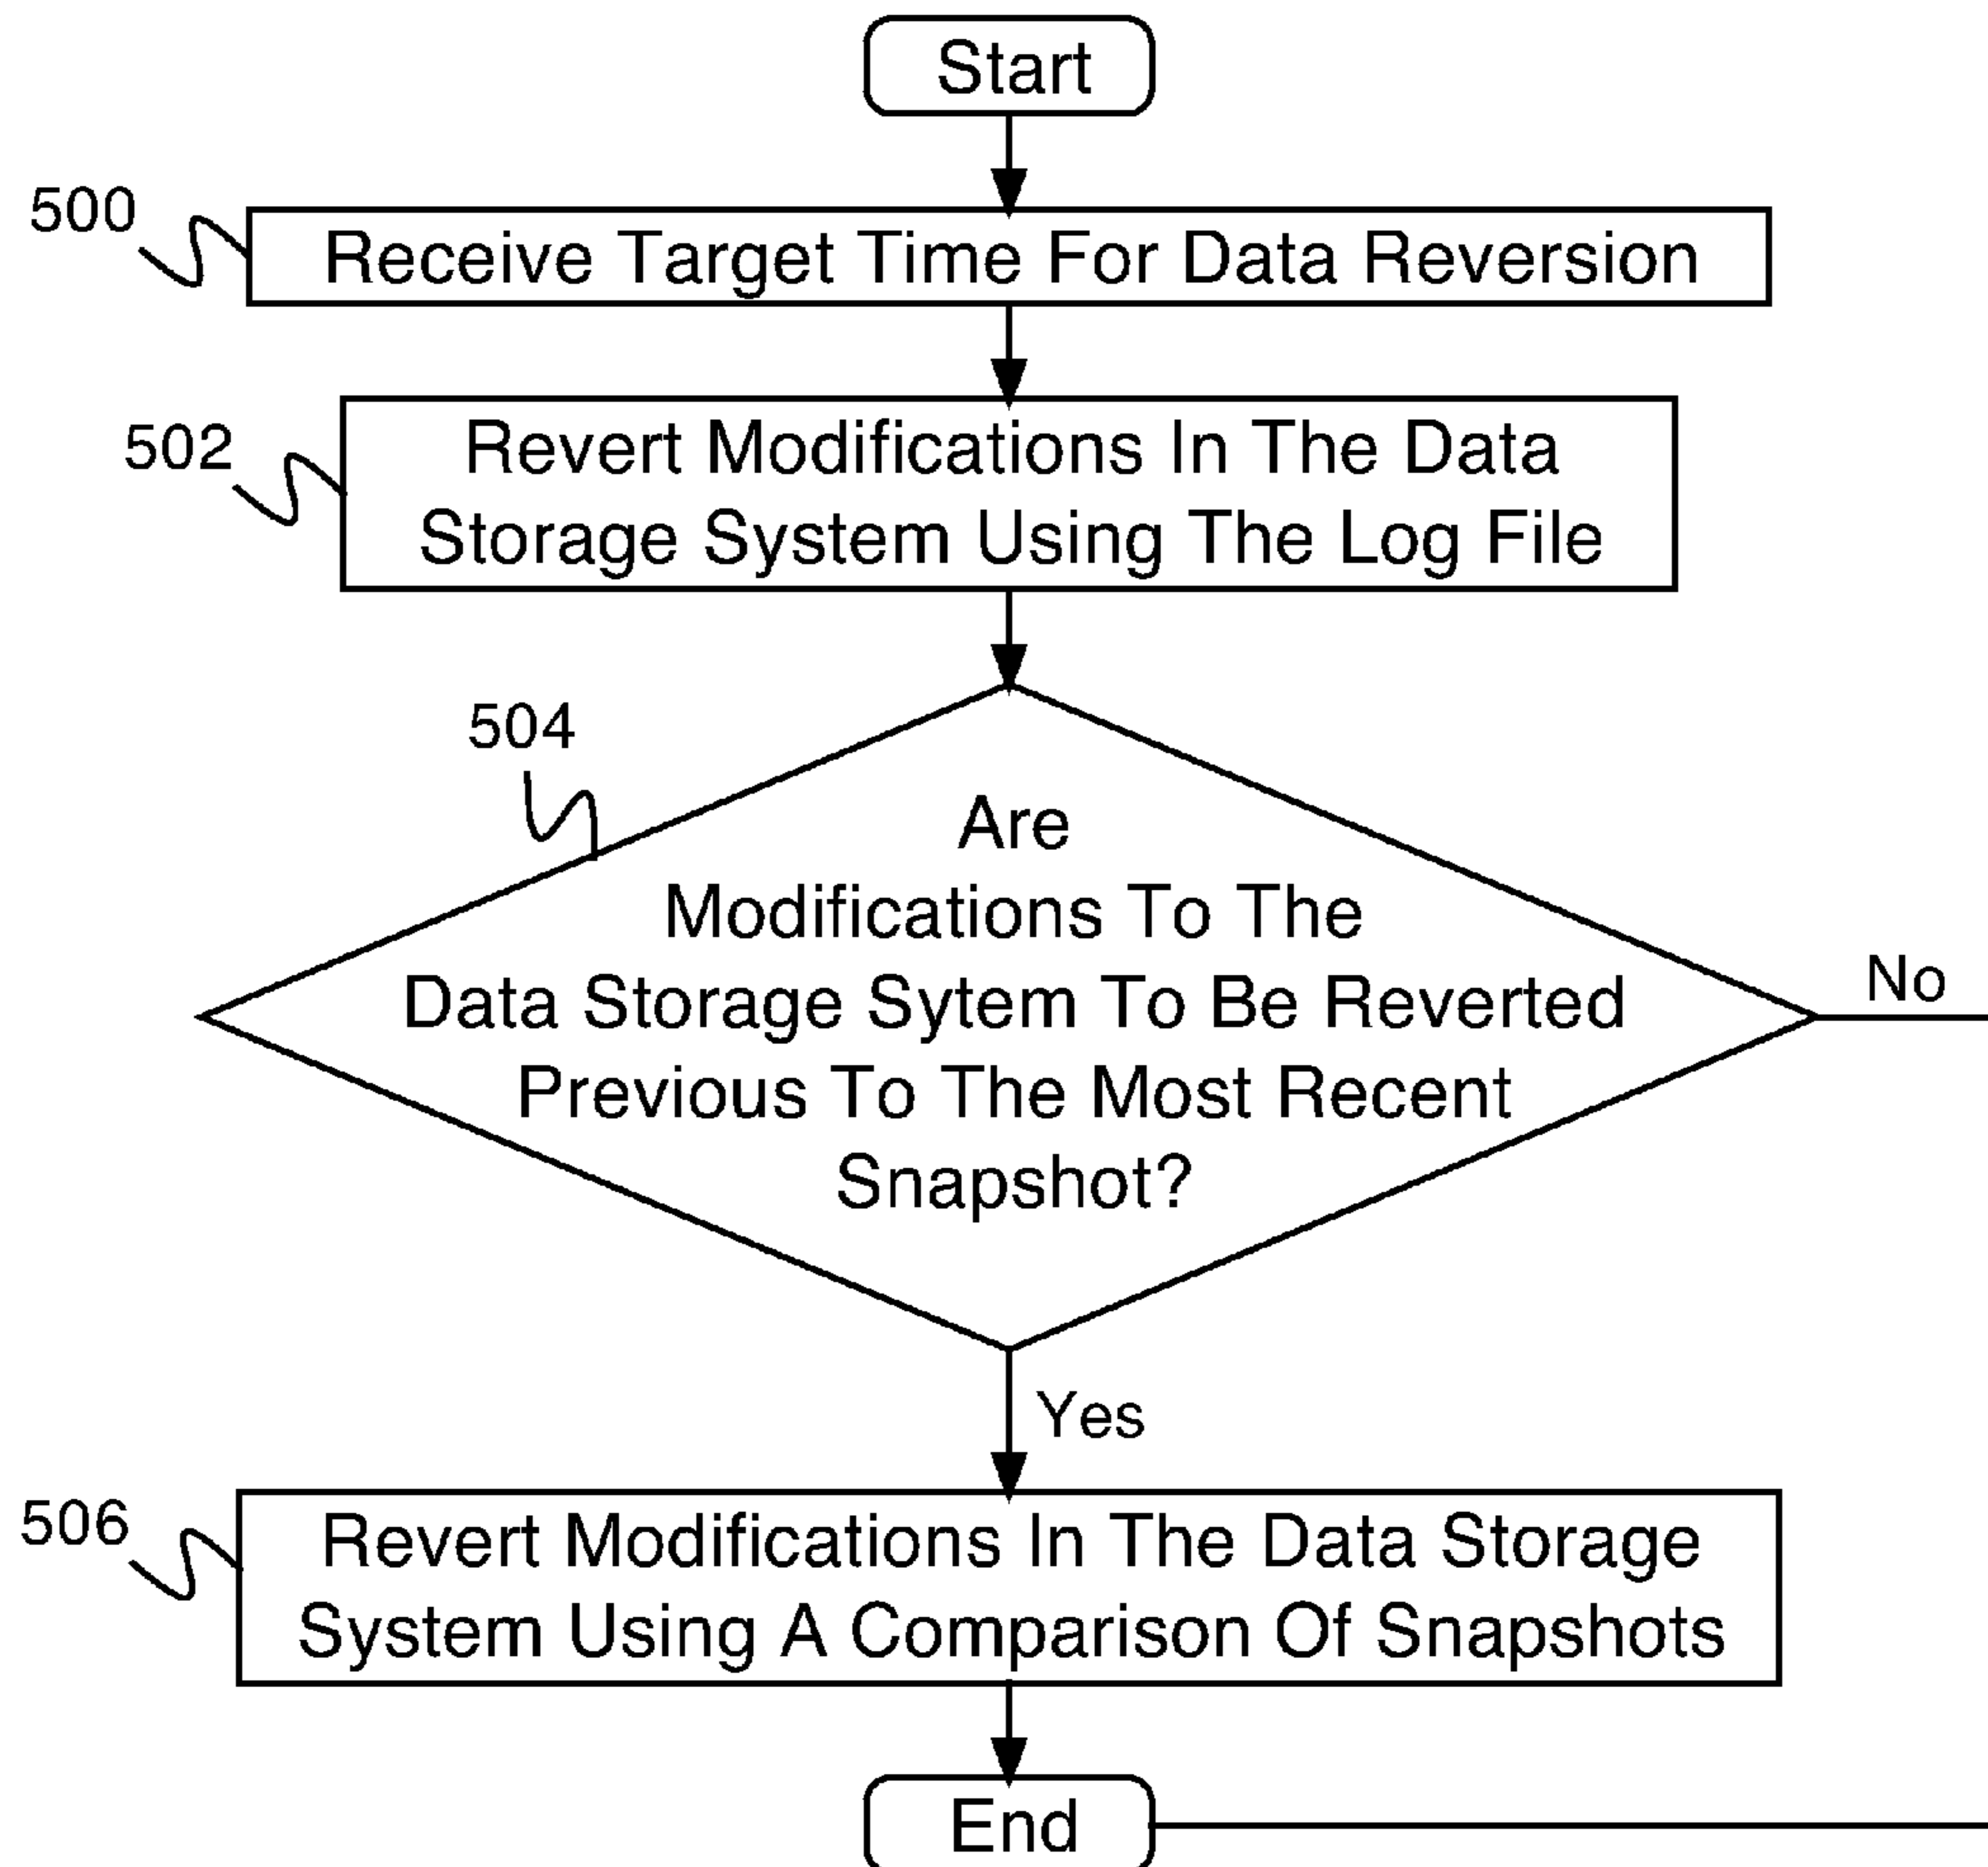 Start
500
Receive Target Time For Data Reversion
502
Revert Modifications In The Data
Storage System Using The Log File
504
Are
Modifications To The
Data Storage Sytem To Be Reverted
Previous To The Most Recent
Snapshot?
No
Yes
506
Revert Modifications In The Data Storage
System Using A Comparison Of Snapshots
End